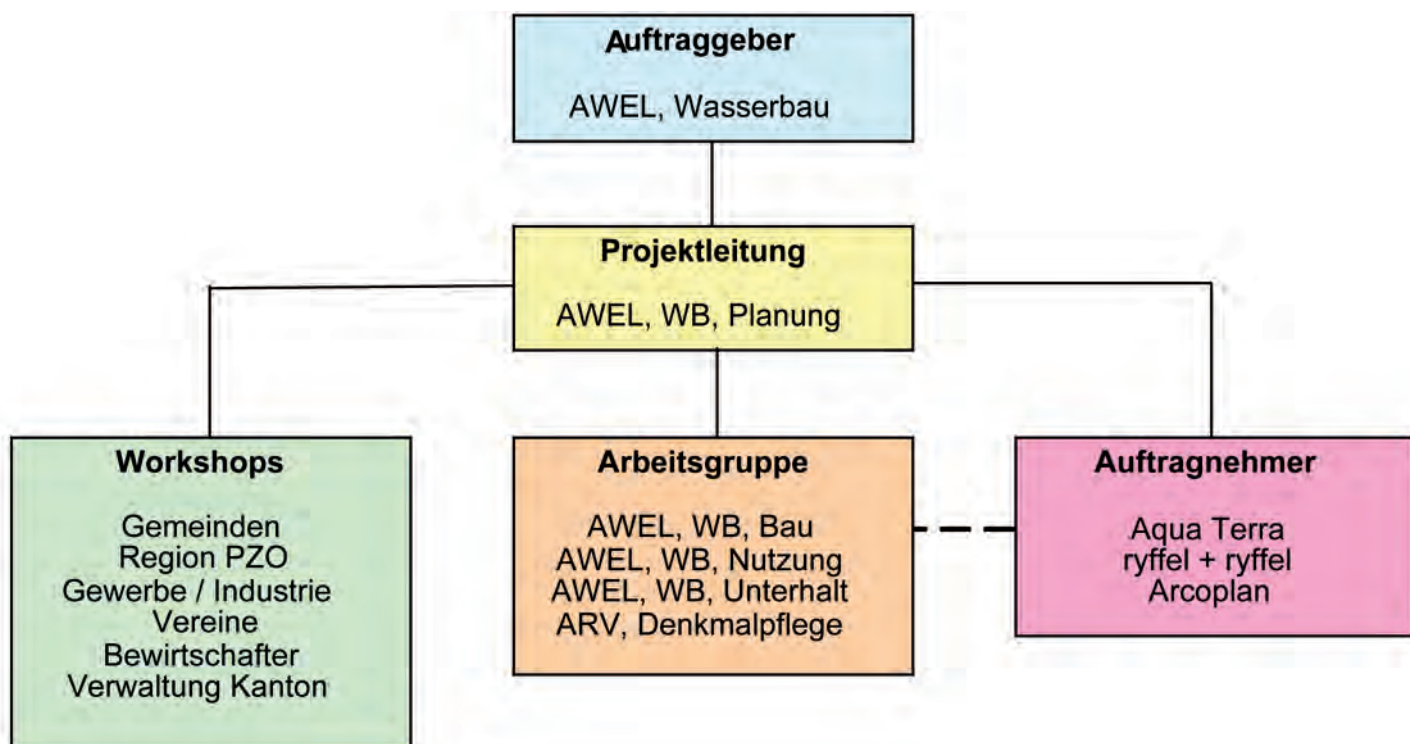 Auftraggeber
AWEL, Wasserbau
Projektleitung
AWEL, WB, Planung
Workshops
Gemeinden
Region PZO
Gewerbe / Industrie
Vereine
Bewirtschafter
Verwaltung Kanton
Arbeitsgruppe
AWEL, WB, Bau
AWEL, WB, Nutzung
AWEL, WB, Unterhalt
ARV, Denkmalpflege
Auftragnehmer
Aqua Terra
ryffel + ryffel
Arcoplan